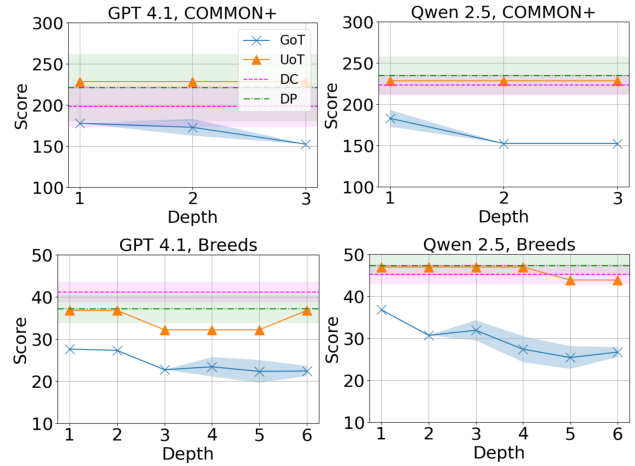 GPT 4.1, COMMON+
Score
300
250
200
150
100
1
2
3
Depth
GoT
UoT
DC
DP
Qwen 2.5, COMMON+
Score
300
250
200
150
100
1
2
3
Depth
GPT 4.1, Breeds
Score
50
40
30
20
10
1 2 3 4 5 6
Depth
Qwen 2.5, Breeds
Score
50
40
30
20
10
1 2 3 4 5 6
Depth